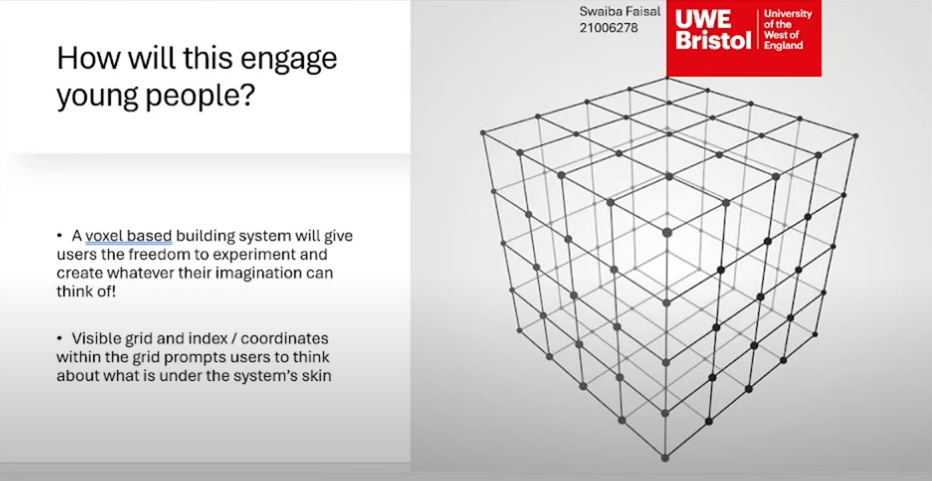 How will this engage
young people?
• A voxel based building system will give
users the freedom to experiment and
create whatever their imagination can
think of!
• Visible grid and index / coordinates
within the grid prompts users to think
about what is under the system's skin
Swaiba Faisal
21006278
UWE
Bristol
University
of the
West of
England